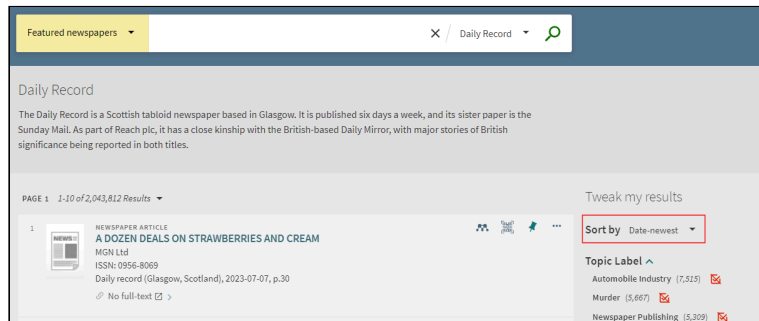 Featured newspapers
Daily Record
Daily Record
The Daily Record is a Scottish tabloid newspaper based in Glasgow. It is published six days a week, and its sister paper is the
Sunday Mail. As part of Reach plc, it has a close kinship with the British-based Daily Mirror, with major stories of British
significance being reported in both titles.
PAGE 1 1-10 of 2,043,812 Results
Tweak my results
Sort by Date-newest
1
NEWS
NEWSPAPER ARTICLE
A DOZEN DEALS ON STRAWBERRIES AND CREAM
MGN Ltd
ISSN: 0956-8069
Daily record (Glasgow, Scotland), 2023-07-07, p.30
No full-text
Topic Label
Automobile Industry (7,515)
Murder (5,667)
Newspaper Publishing (5,309)